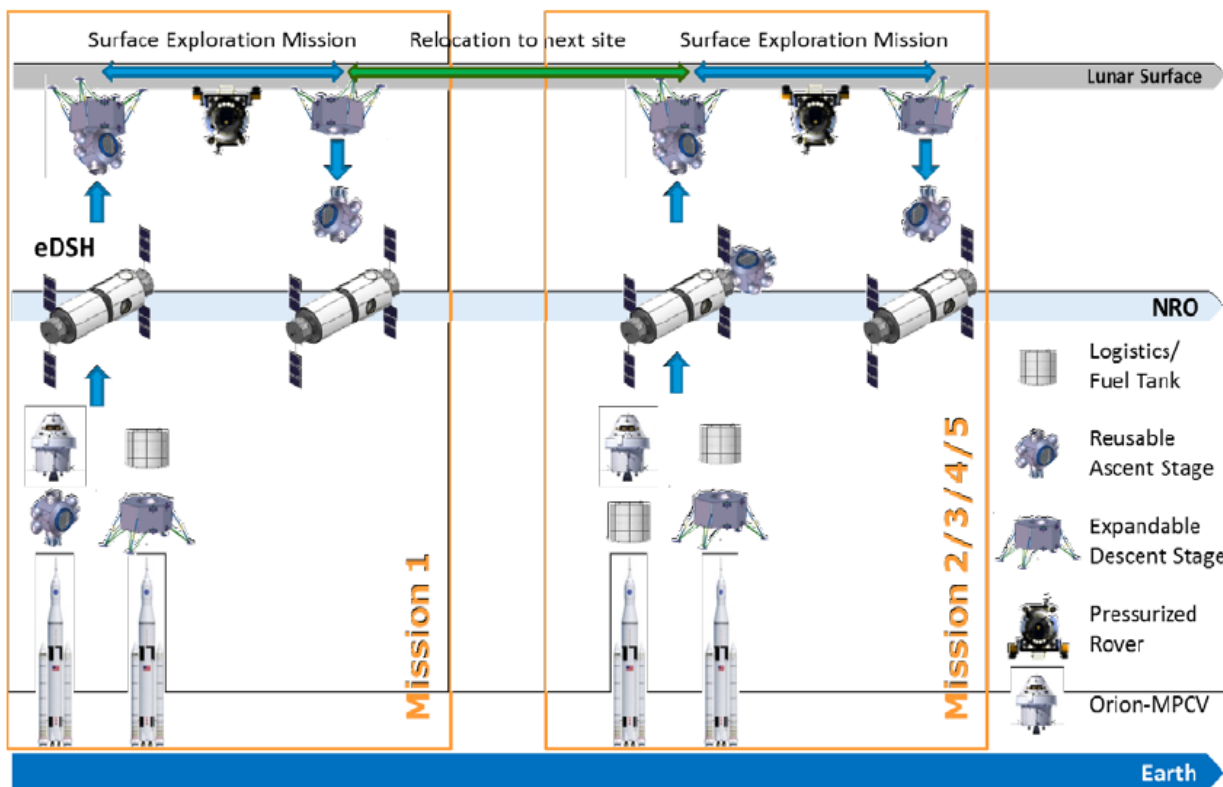 Surface Exploration Mission
Relocation to next site
Surface Exploration Mission
Lunar Surface
eDSH
NRO
Logistics/
Fuel Tank
Reusable
Ascent Stage
Expandable
Descent Stage
Pressurized
Rover
Orion-MPCV
Mission 1
Mission 2/3/4/5
Earth